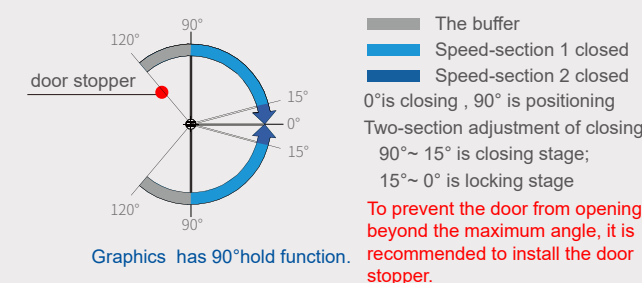 90°
120°
door stopper
15°
0°
15°
120°
90°
Graphics has 90°hold function.
The buffer
Speed-section 1 closed
Speed-section 2 closed
0°is closing , 90° is positioning
Two-section adjustment of closing
90°~ 15° is closing stage;
15°~ 0° is locking stage
To prevent the door from opening
beyond the maximum angle, it is
recommended to install the door
stopper.